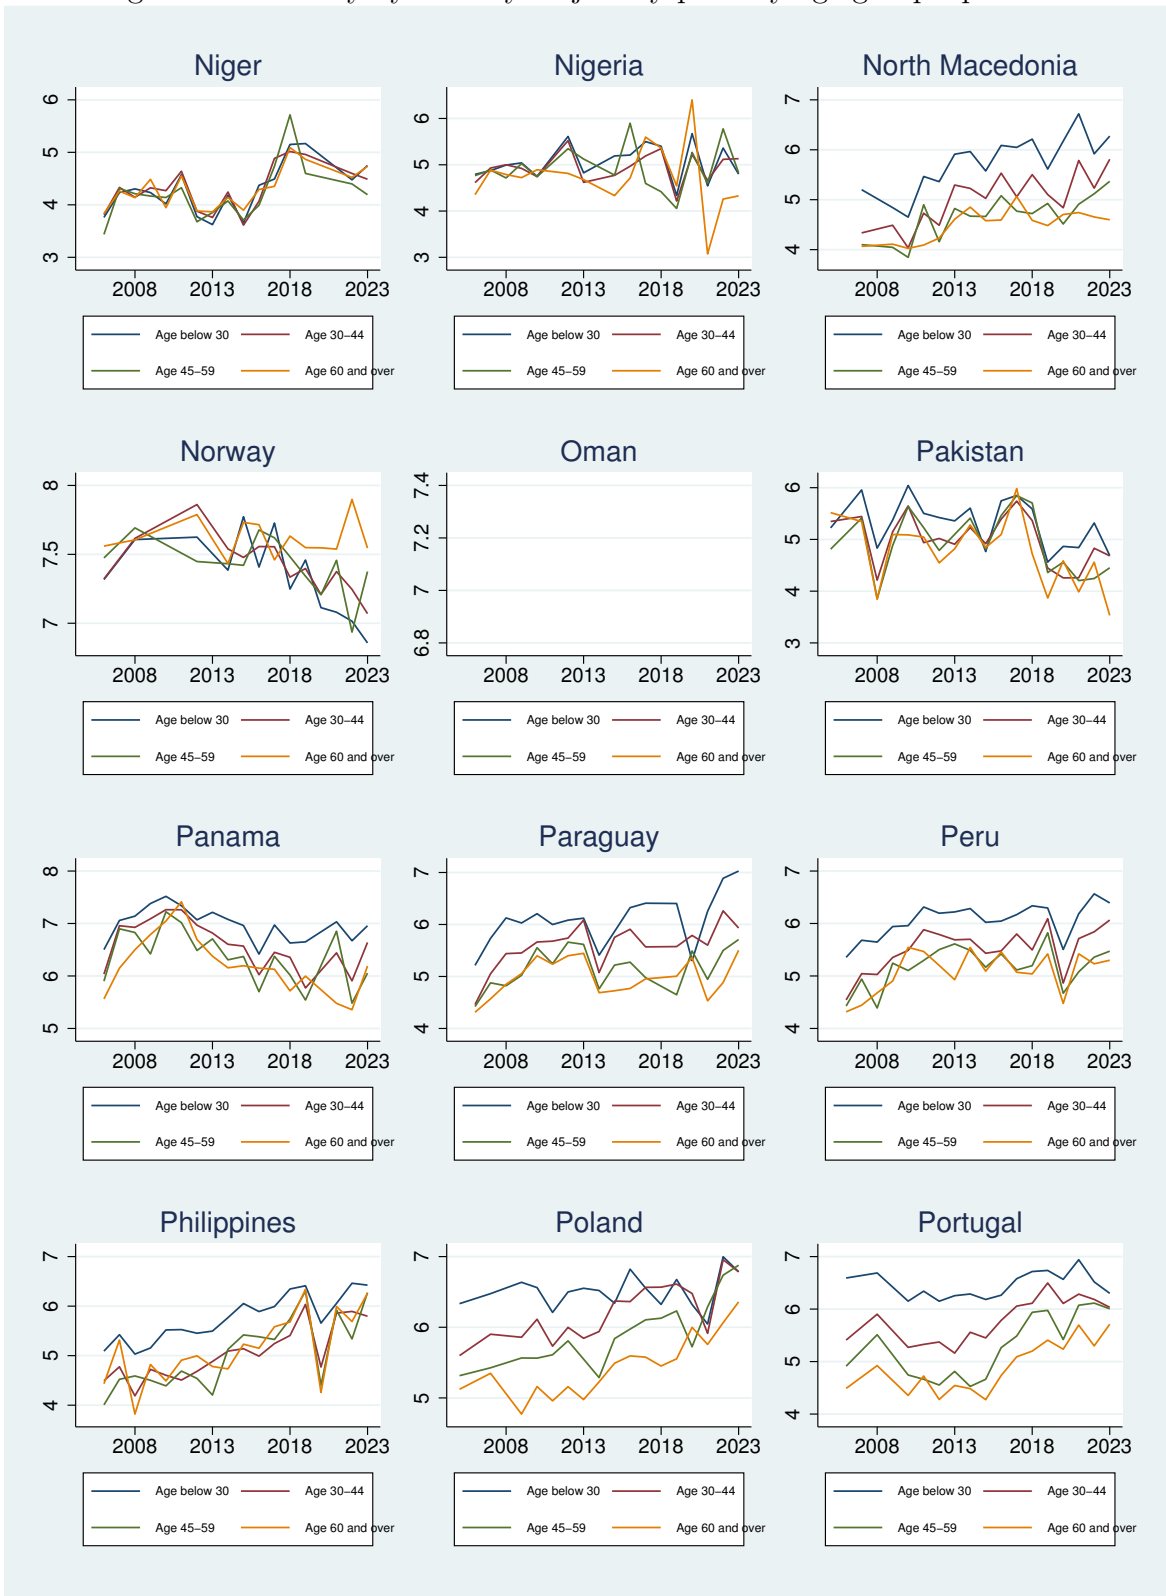 Niger Nigeria North Macedonia
6 5 4 3
2008 2013 2018 2023
6 5 4 3
2008 2013 2018 2023
7 6 5 4
2008 2013 2018 2023
Age below 30 Age 30–44
Age 45–59 Age 60 and over
Age below 30 Age 30–44
Age 45–59 Age 60 and over
Age below 30 Age 30–44
Age 45–59 Age 60 and over
Norway Oman Pakistan
8 7.5 7
2008 2013 2018 2023
7.4 7.2 7 6.8
2008 2013 2018 2023
6 5 4 3
2008 2013 2018 2023
Age below 30 Age 30–44
Age 45–59 Age 60 and over
Age below 30 Age 30–44
Age 45–59 Age 60 and over
Age below 30 Age 30–44
Age 45–59 Age 60 and over
Panama Paraguay Peru
8 7 6 5
2008 2013 2018 2023
7 6 5 4
2008 2013 2018 2023
7 6 5 4
2008 2013 2018 2023
Age below 30 Age 30–44
Age 45–59 Age 60 and over
Age below 30 Age 30–44
Age 45–59 Age 60 and over
Age below 30 Age 30–44
Age 45–59 Age 60 and over
Philippines Poland Portugal
7 6 5 4
2008 2013 2018 2023
7 6 5
2008 2013 2018 2023
7 6 5 4
2008 2013 2018 2023
Age below 30 Age 30–44
Age 45–59 Age 60 and over
Age below 30 Age 30–44
Age 45–59 Age 60 and over
Age below 30 Age 30–44
Age 45–59 Age 60 and over